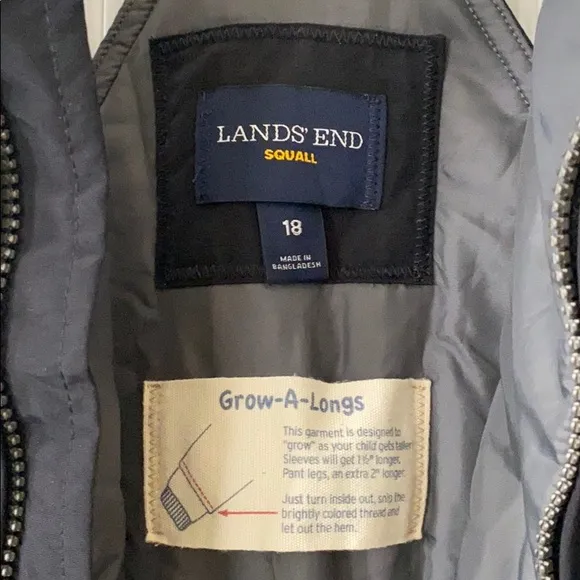 LANDS' END
SQUALL
18
MADE IN
BANGLADESH
Grow-A-Longs
This garment is designed to
"grow" as your child gets taller
Sleeves will get 1½" longer.
Pant legs, an extra 2" longer.
Just turn inside out, snip the
brightly colored thread and
let out the hem.